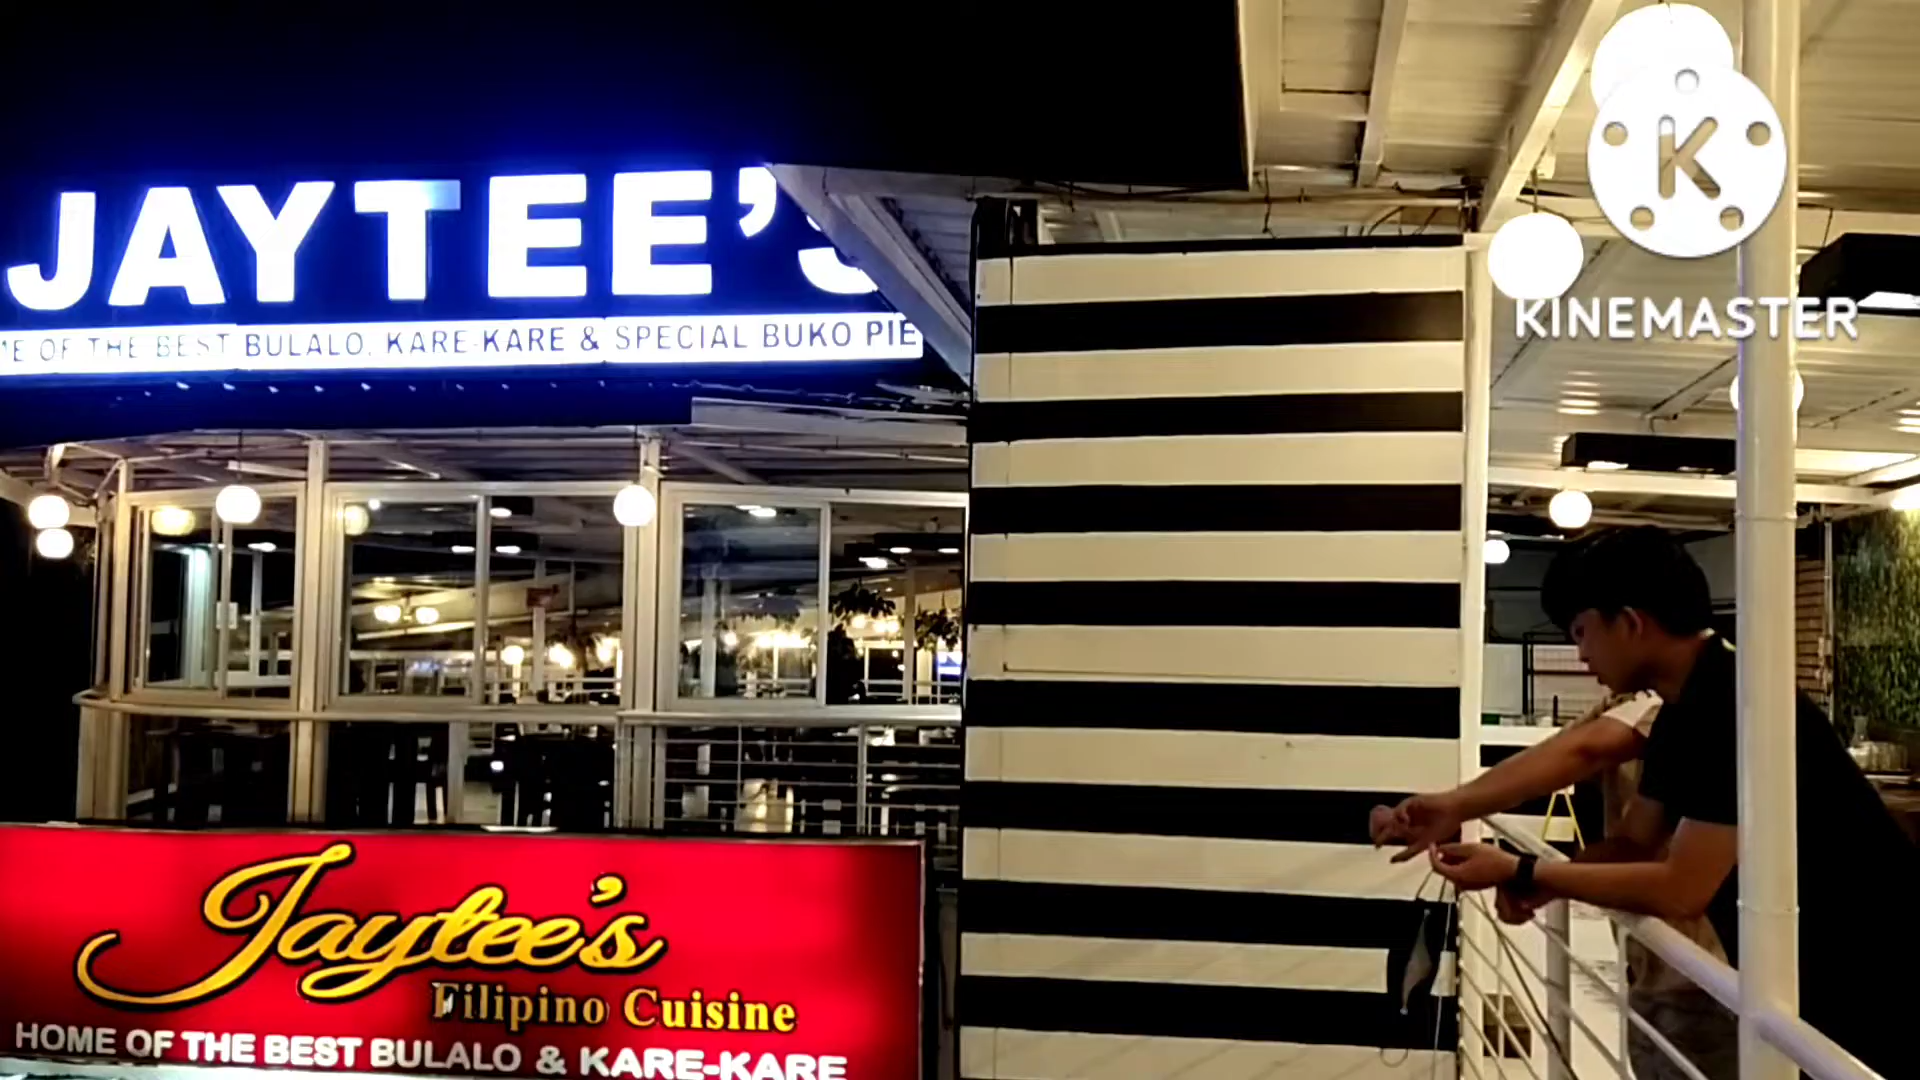 JAYTEE'S
E OF THE BEST BULALO, KARE-KARE & SPECIAL BUKO PIE
Jaytee's
Filipino Cuisine
HOME OF THE BEST BULALO & KARE-KARE
K
KINEMASTER